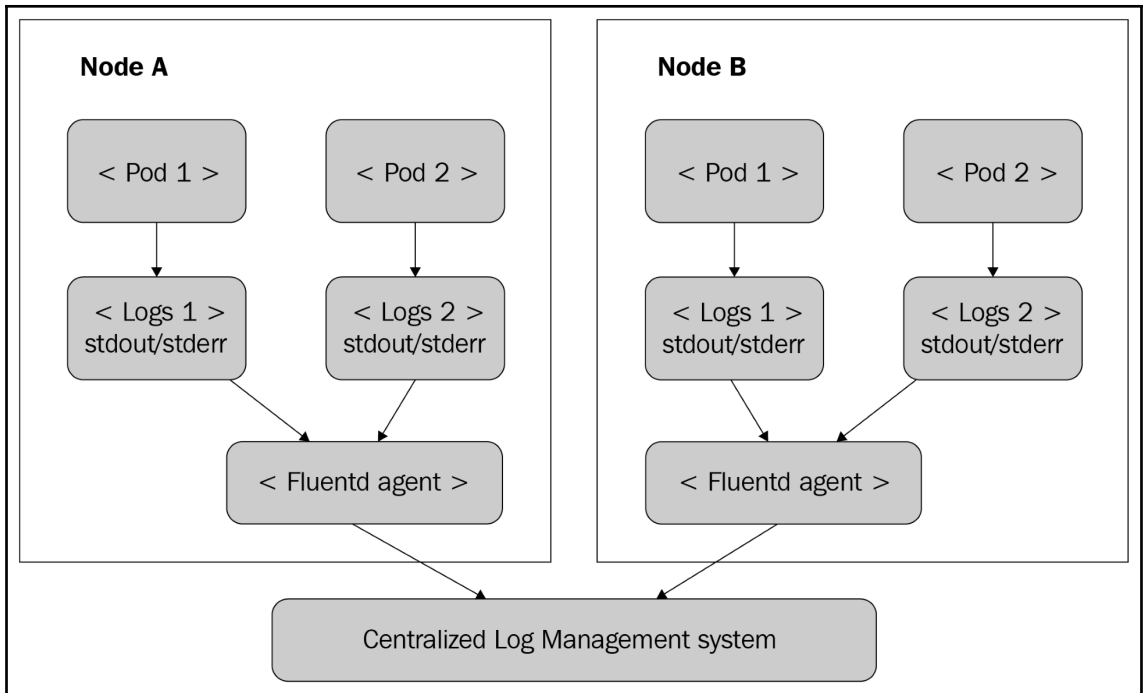 Node A
< Pod 1 >
< Pod 2 >
< Logs 1 >
stdout/stderr
< Logs 2 >
stdout/stderr
< Fluentd agent >
Node B
< Pod 1 >
< Pod 2 >
< Logs 1 >
stdout/stderr
< Logs 2 >
stdout/stderr
< Fluentd agent >
Centralized Log Management system